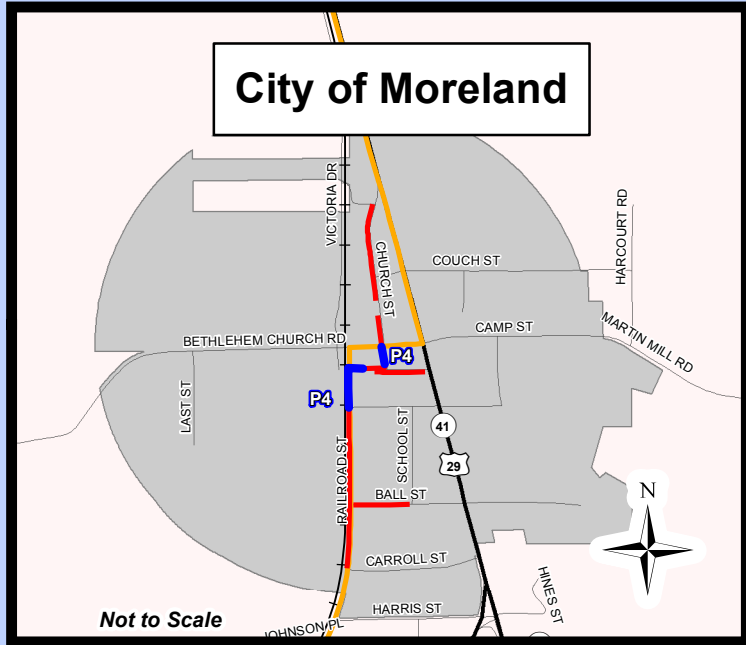 City of Moreland
VICTORIA DR
HARCOURT RD
CHURCH ST
COUCH ST
BETHLEHEM CHURCH RD
CAMP ST
MARTIN MILL RD
P4
P4
LAST ST
SCHOOL ST
41
29
RAILROAD ST
BALL ST
N
CARROLL ST
HINES ST
HARRIS ST
Not to Scale
JOHNSON PL